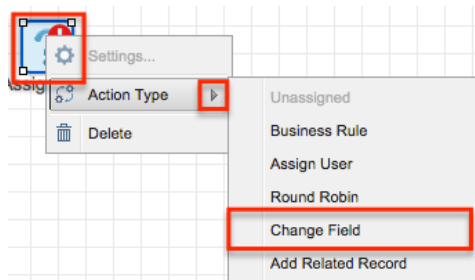 Settings...
Action Type
Delete
Unassigned
Business Rule
Assign User
Round Robin
Change Field
Add Related Record